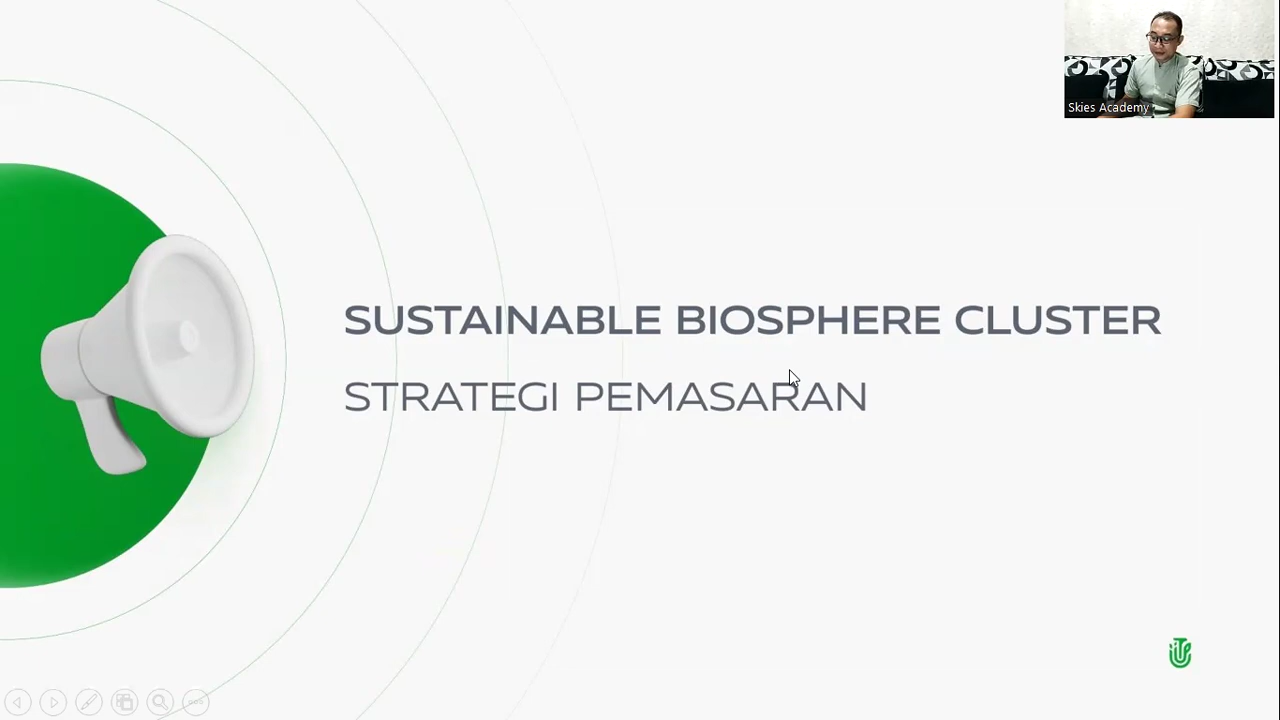 Skies Academy
SUSTAINABLE BIOSPHERE CLUSTER
STRATEGI PEMASARAN